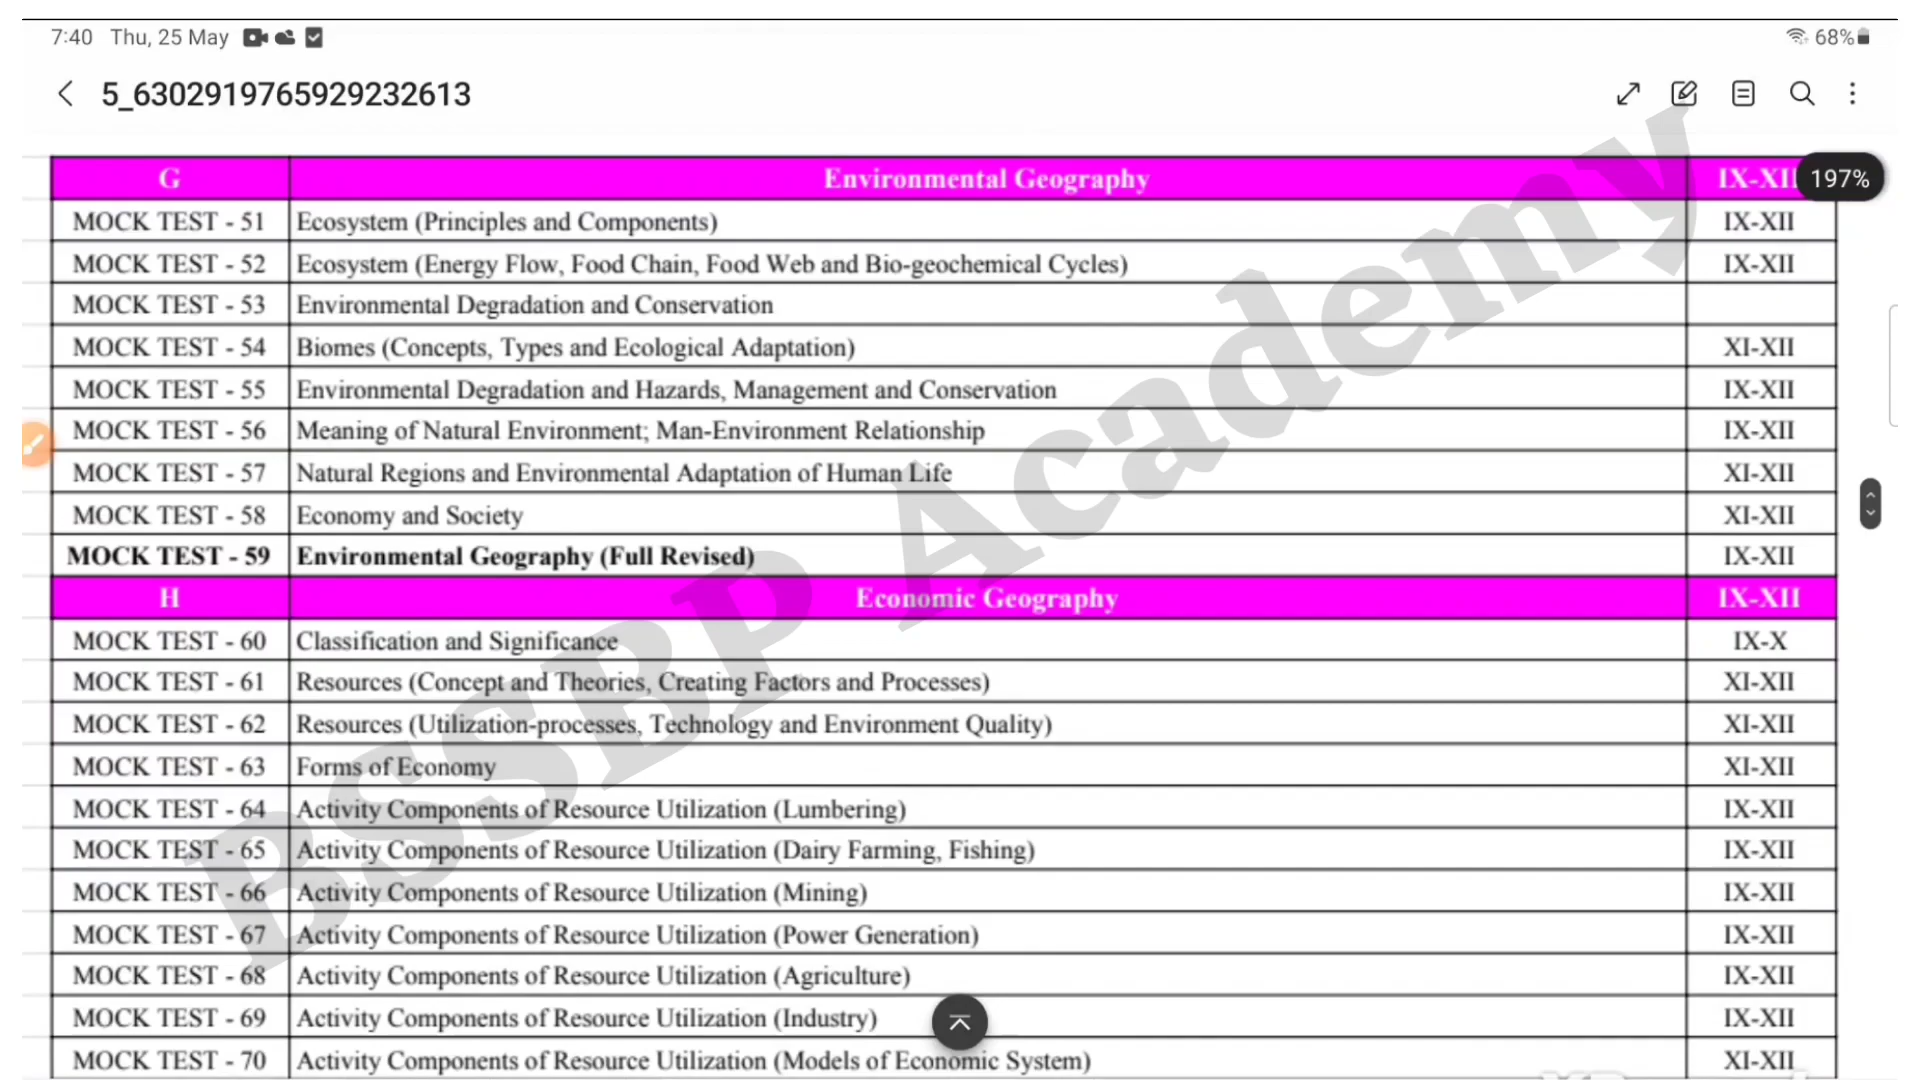 7:40 Thu, 25 May 68%
5_6302919765929232613
197%
G Environmental Geography IX-XII
MOCK TEST - 51 Ecosystem (Principles and Components) IX-XII
MOCK TEST - 52 Ecosystem (Energy Flow, Food Chain, Food Web and Bio-geochemical Cycles) IX-XII
MOCK TEST - 53 Environmental Degradation and Conservation
MOCK TEST - 54 Biomes (Concepts, Types and Ecological Adaptation) XI-XII
MOCK TEST - 55 Environmental Degradation and Hazards, Management and Conservation IX-XII
MOCK TEST - 56 Meaning of Natural Environment; Man-Environment Relationship IX-XII
MOCK TEST - 57 Natural Regions and Environmental Adaptation of Human Life XI-XII
MOCK TEST - 58 Economy and Society XI-XII
MOCK TEST - 59 Environmental Geography (Full Revised) IX-XII
H Economic Geography IX-XII
MOCK TEST - 60 Classification and Significance IX-X
MOCK TEST - 61 Resources (Concept and Theories, Creating Factors and Processes) XI-XII
MOCK TEST - 62 Resources (Utilization-processes, Technology and Environment Quality) XI-XII
MOCK TEST - 63 Forms of Economy XI-XII
MOCK TEST - 64 Activity Components of Resource Utilization (Lumbering) IX-XII
MOCK TEST - 65 Activity Components of Resource Utilization (Dairy Farming, Fishing) IX-XII
MOCK TEST - 66 Activity Components of Resource Utilization (Mining) IX-XII
MOCK TEST - 67 Activity Components of Resource Utilization (Power Generation) IX-XII
MOCK TEST - 68 Activity Components of Resource Utilization (Agriculture) IX-XII
MOCK TEST - 69 Activity Components of Resource Utilization (Industry) IX-XII
MOCK TEST - 70 Activity Components of Resource Utilization (Models of Economic System) XI-XII
BSSBP Academy